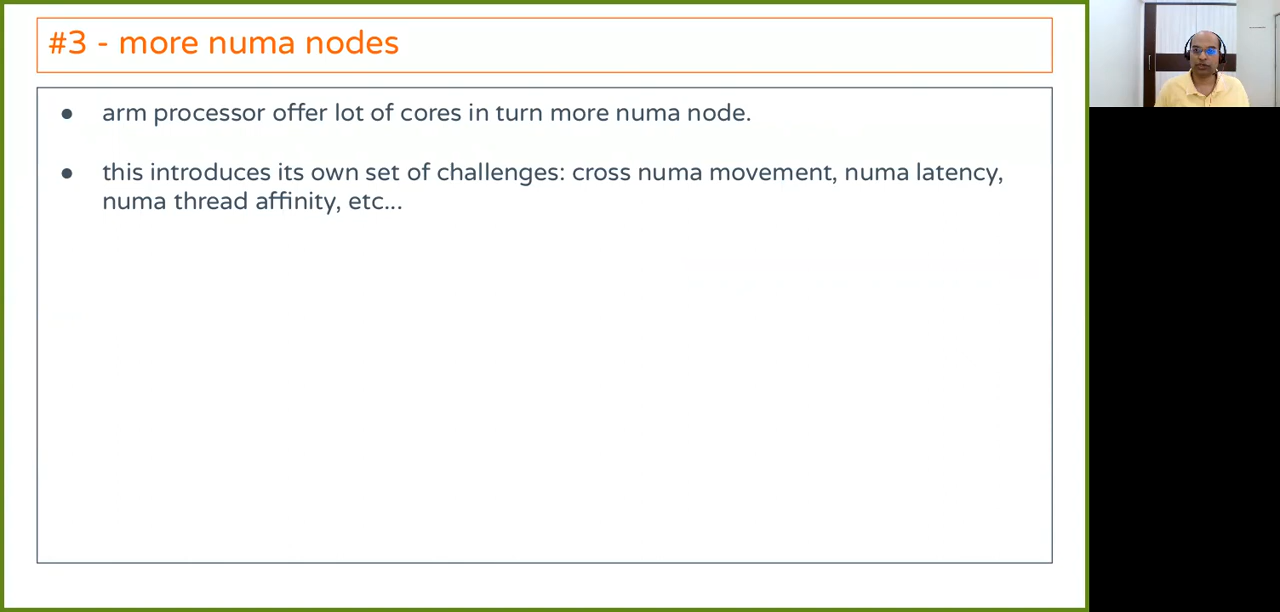 #3 - more numa nodes
● arm processor offer lot of cores in turn more numa node.
● this introduces its own set of challenges: cross numa movement, numa latency,
numa thread affinity, etc...